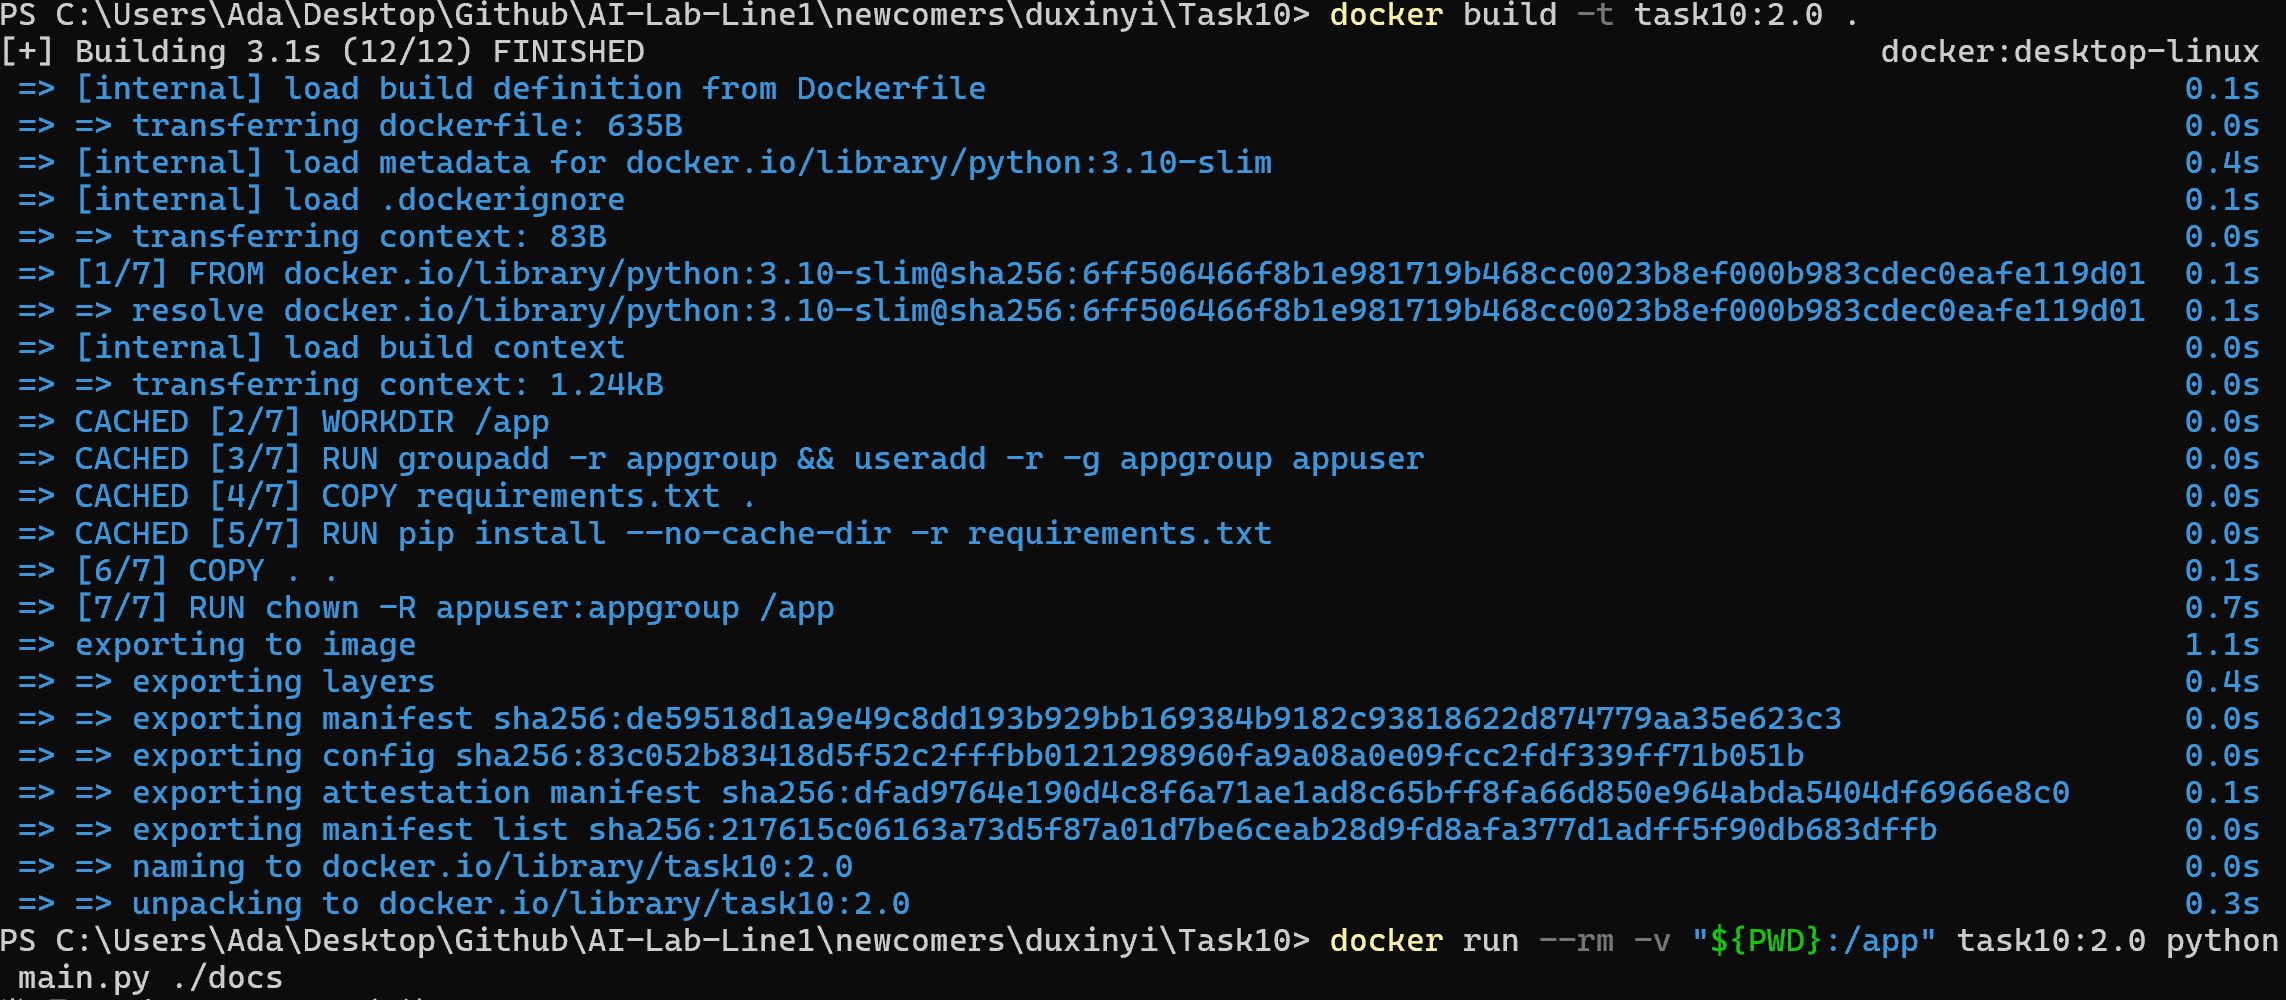 PS C:\Users\Ada\Desktop\Github\AI-Lab-Line1\newcomers\duxinyi\Task10> docker build -t task10:2.0 .
[+] Building 3.1s (12/12) FINISHED docker:desktop-linux
=> [internal] load build definition from Dockerfile 0.1s
=> => transferring dockerfile: 635B 0.0s
=> [internal] load metadata for docker.io/library/python:3.10-slim 0.4s
=> [internal] load .dockerignore 0.1s
=> => transferring context: 83B 0.0s
=> [1/7] FROM docker.io/library/python:3.10-slim@sha256:6ff506466f8b1e981719b468cc0023b8ef000b983cdec0eafe119d01 0.1s
=> => resolve docker.io/library/python:3.10-slim@sha256:6ff506466f8b1e981719b468cc0023b8ef000b983cdec0eafe119d01 0.1s
=> [internal] load build context 0.0s
=> => transferring context: 1.24kB 0.0s
=> CACHED [2/7] WORKDIR /app 0.0s
=> CACHED [3/7] RUN groupadd -r appgroup && useradd -r -g appgroup appuser 0.0s
=> CACHED [4/7] COPY requirements.txt . 0.0s
=> CACHED [5/7] RUN pip install --no-cache-dir -r requirements.txt 0.0s
=> [6/7] COPY . . 0.1s
=> [7/7] RUN chown -R appuser:appgroup /app 0.7s
=> exporting to image 1.1s
=> => exporting layers 0.4s
=> => exporting manifest sha256:de59518d1a9e49c8dd193b929bb169384b9182c93818622d874779aa35e623c3 0.0s
=> => exporting config sha256:83c052b83418d5f52c2fffbb0121298960fa9a08a0e09fcc2fdf339ff71b051b 0.0s
=> => exporting attestation manifest sha256:dfad9764e190d4c8f6a71ae1ad8c65bff8fa66d850e964abda5404df6966e8c0 0.1s
=> => exporting manifest list sha256:217615c06163a73d5f87a01d7be6ceab28d9fd8afa377d1adff5f90db683dffb 0.0s
=> => naming to docker.io/library/task10:2.0 0.0s
=> => unpacking to docker.io/library/task10:2.0 0.3s
PS C:\Users\Ada\Desktop\Github\AI-Lab-Line1\newcomers\duxinyi\Task10> docker run --rm -v "${PWD}:/app" task10:2.0 python
main.py ./docs